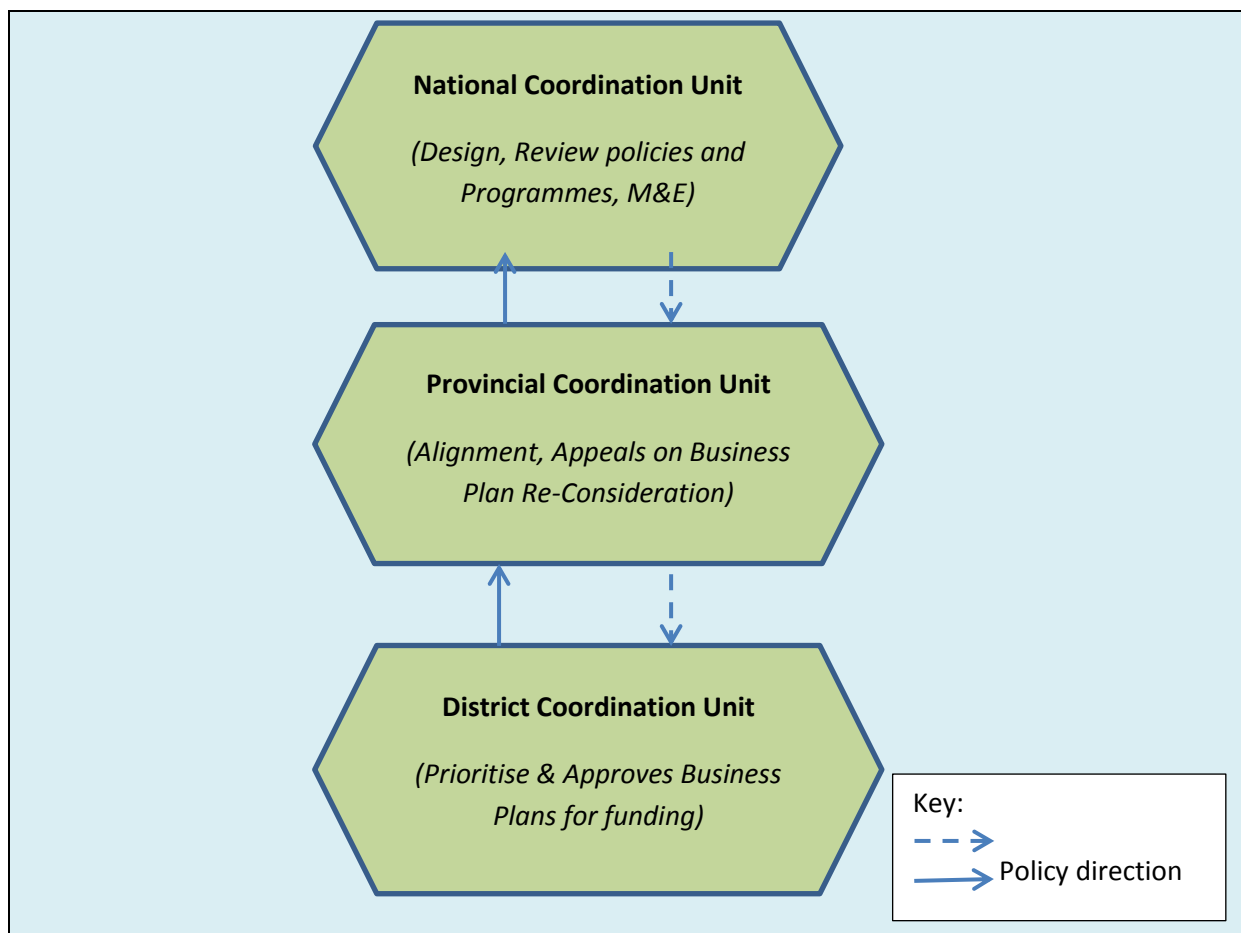 National Coordination Unit
(Design, Review policies and
Programmes, M&E)
Provincial Coordination Unit
(Alignment, Appeals on Business
Plan Re-Consideration)
District Coordination Unit
(Prioritise & Approves Business
Plans for funding)
Key:
Policy direction